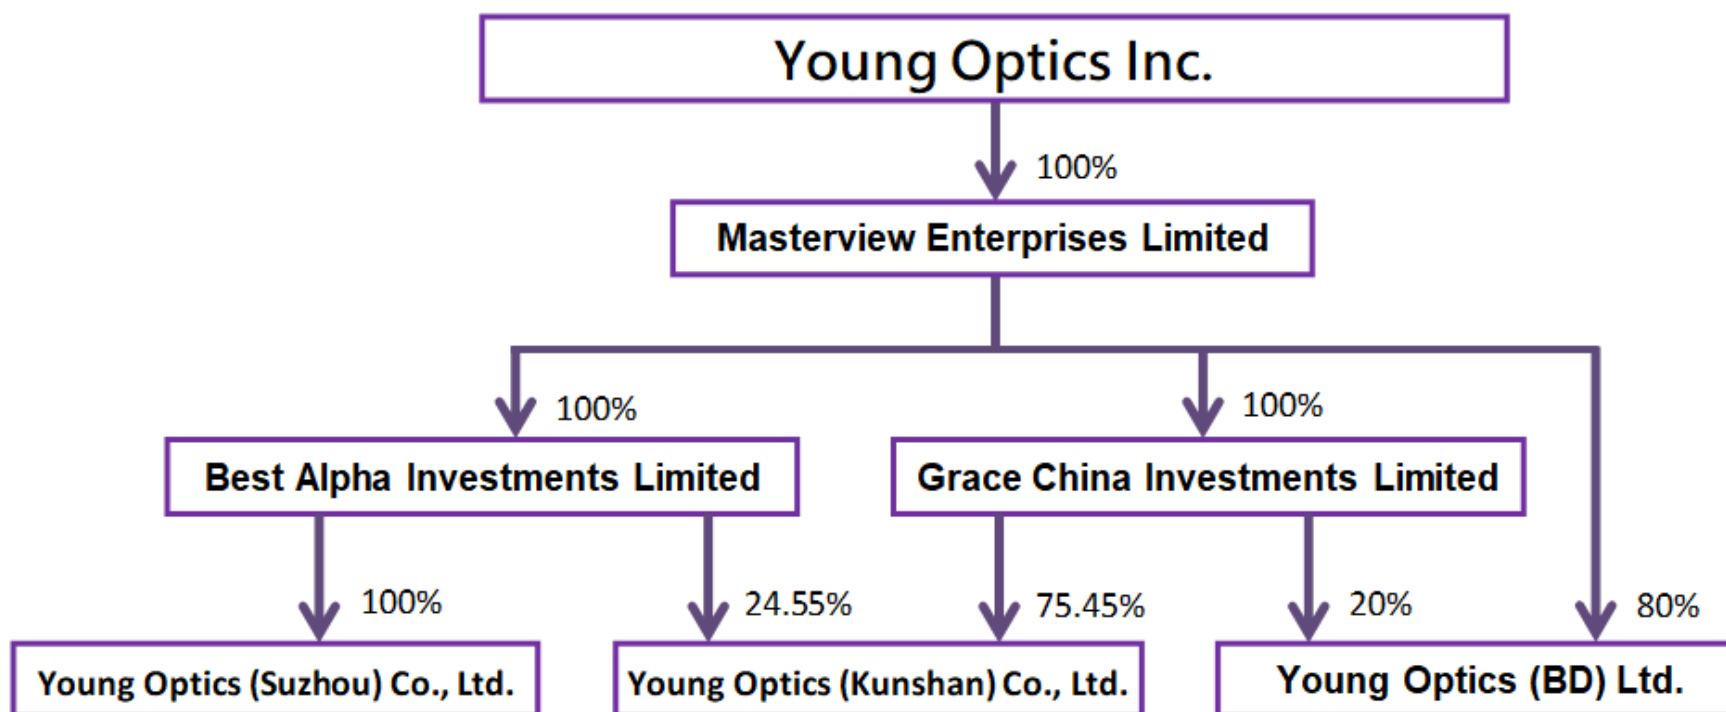 Young Optics Inc.
100%
Masterview Enterprises Limited
100%
100%
Best Alpha Investments Limited
Grace China Investments Limited
100%
24.55%
75.45%
20%
80%
Young Optics (Suzhou) Co., Ltd.
Young Optics (Kunshan) Co., Ltd.
Young Optics (BD) Ltd.